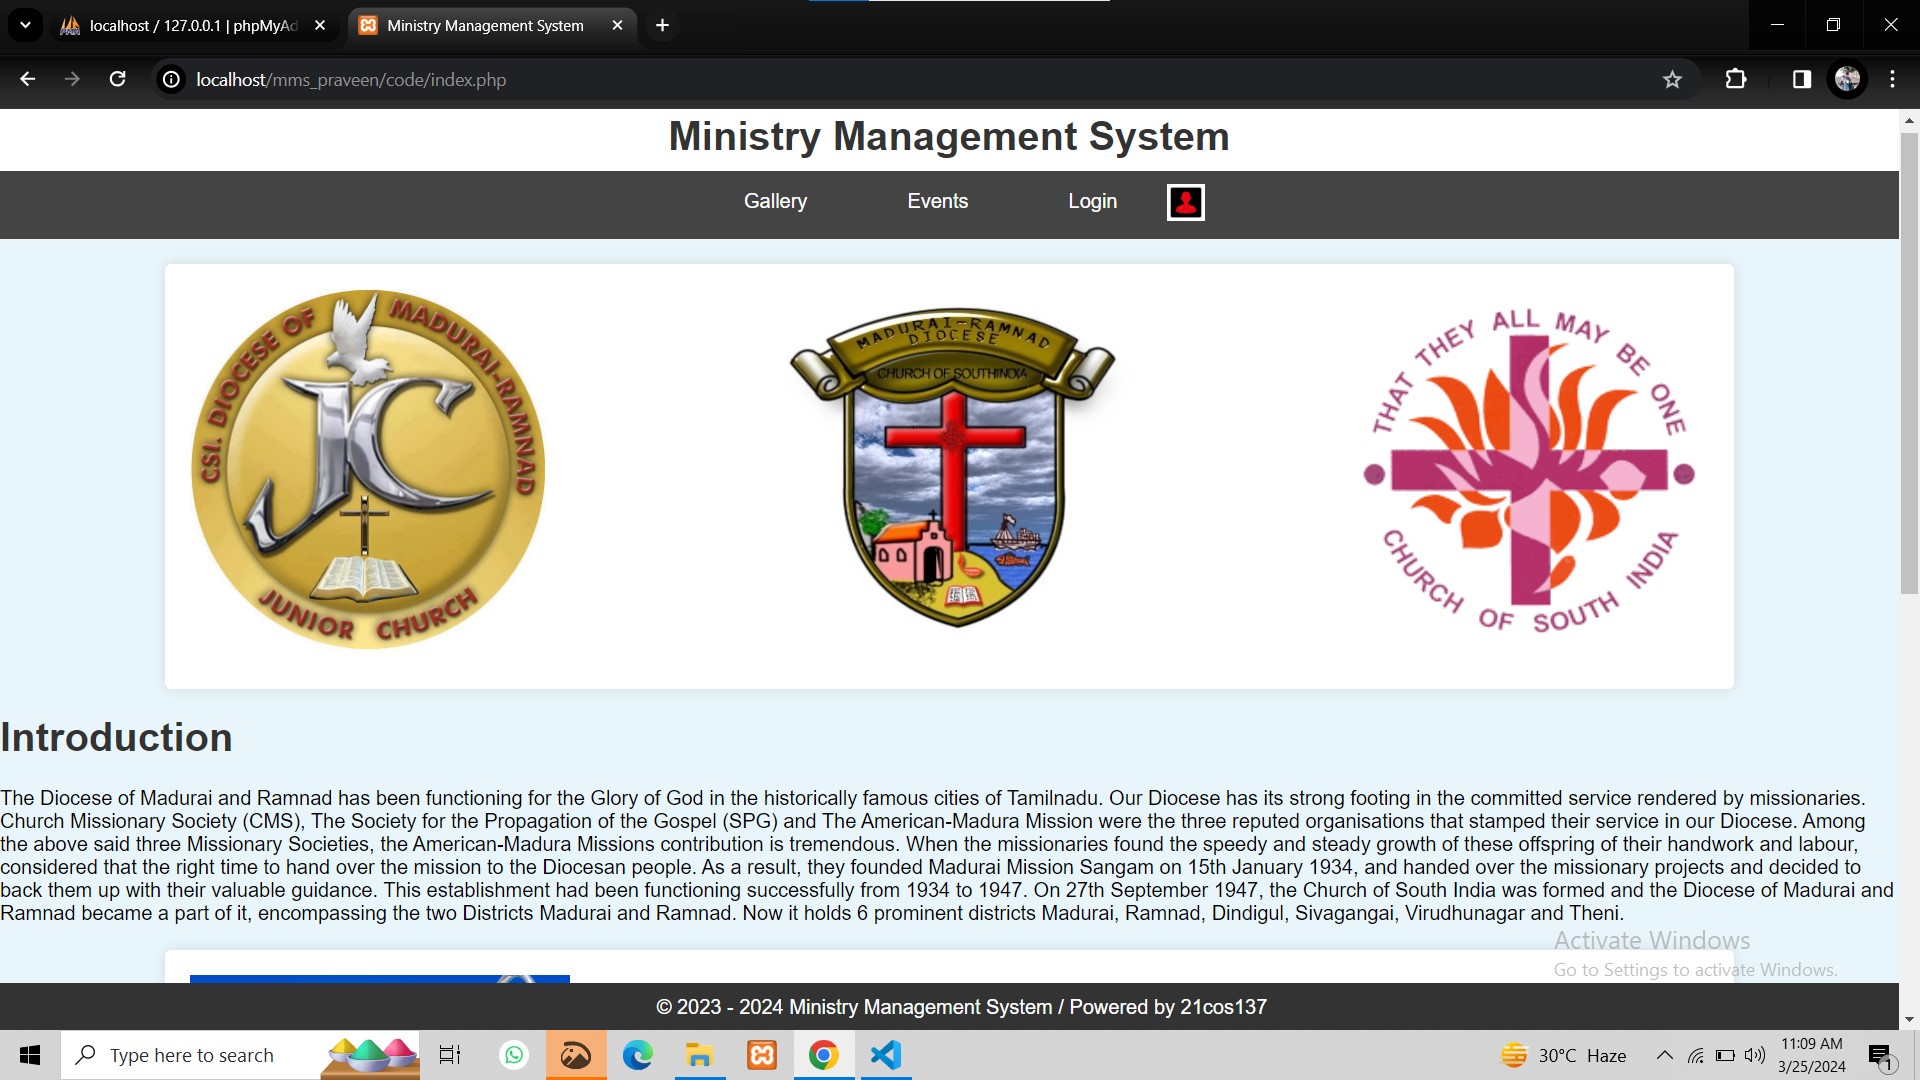 localhost / 127.0.0.1 | phpMyAd
Ministry Management System
localhost/mms_praveen/code/index.php
Ministry Management System
Gallery
Events
Login
CSI. DIOCESE OF MADURAI-RAMNAD
JC
JUNIOR CHURCH
MADURAI-RAMNAD
DIOCESE
CHURCH OF SOUTHINDIA
THAT THEY ALL MAY BE ONE
CHURCH OF SOUTH INDIA
Introduction
The Diocese of Madurai and Ramnad has been functioning for the Glory of God in the historically famous cities of Tamilnadu. Our Diocese has its strong footing in the committed service rendered by missionaries.
Church Missionary Society (CMS), The Society for the Propagation of the Gospel (SPG) and The American-Madura Mission were the three reputed organisations that stamped their service in our Diocese. Among
the above said three Missionary Societies, the American-Madura Missions contribution is tremendous. When the missionaries found the speedy and steady growth of these offspring of their handwork and labour,
considered that the right time to hand over the mission to the Diocesan people. As a result, they founded Madurai Mission Sangam on 15th January 1934, and handed over the missionary projects and decided to
back them up with their valuable guidance. This establishment had been functioning successfully from 1934 to 1947. On 27th September 1947, the Church of South India was formed and the Diocese of Madurai and
Ramnad became a part of it, encompassing the two Districts Madurai and Ramnad. Now it holds 6 prominent districts Madurai, Ramnad, Dindigul, Sivagangai, Virudhunagar and Theni.
Activate Windows
Go to Settings to activate Windows.
© 2023 - 2024 Ministry Management System / Powered by 21cos137
Type here to search
30°C Haze
11:09 AM
3/25/2024
1